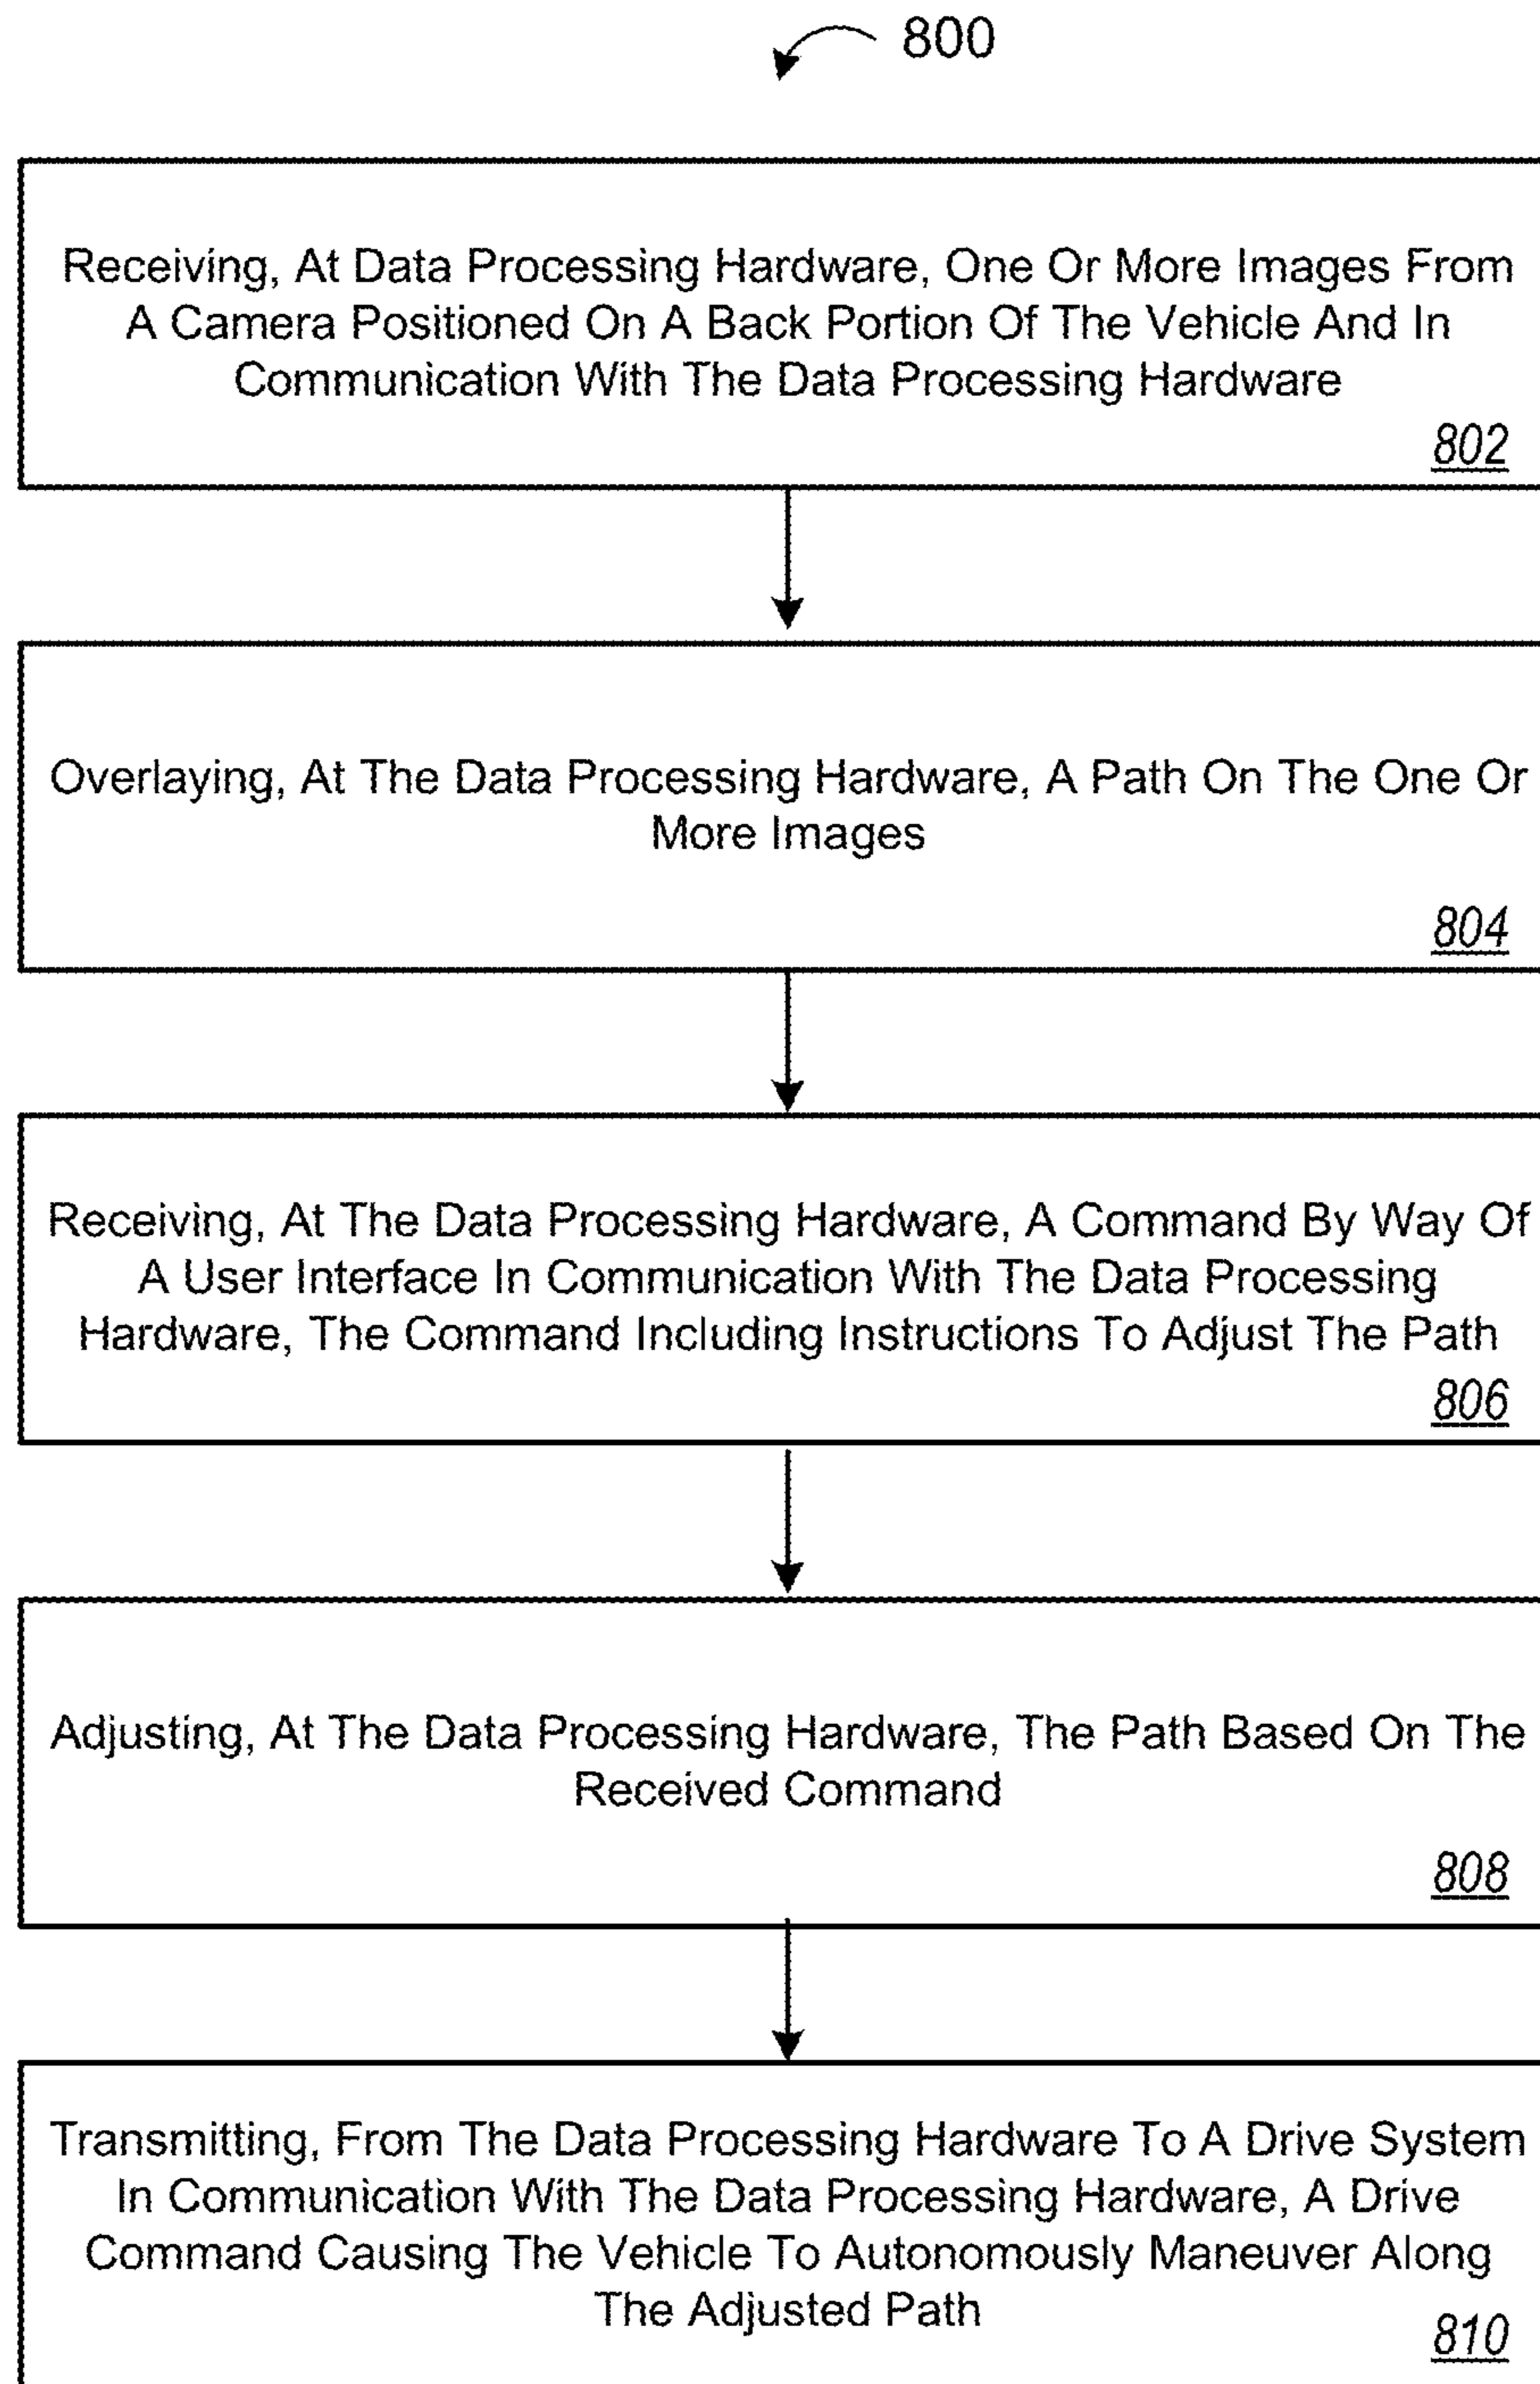 800
Receiving, At Data Processing Hardware, One Or More Images From
A Camera Positioned On A Back Portion Of The Vehicle And In
Communication With The Data Processing Hardware
802
Overlaying, At The Data Processing Hardware, A Path On The One Or
More Images
804
Receiving, At The Data Processing Hardware, A Command By Way Of
A User Interface In Communication With The Data Processing
Hardware, The Command Including Instructions To Adjust The Path
806
Adjusting, At The Data Processing Hardware, The Path Based On The
Received Command
808
Transmitting, From The Data Processing Hardware To A Drive System
In Communication With The Data Processing Hardware, A Drive
Command Causing The Vehicle To Autonomously Maneuver Along
The Adjusted Path
810